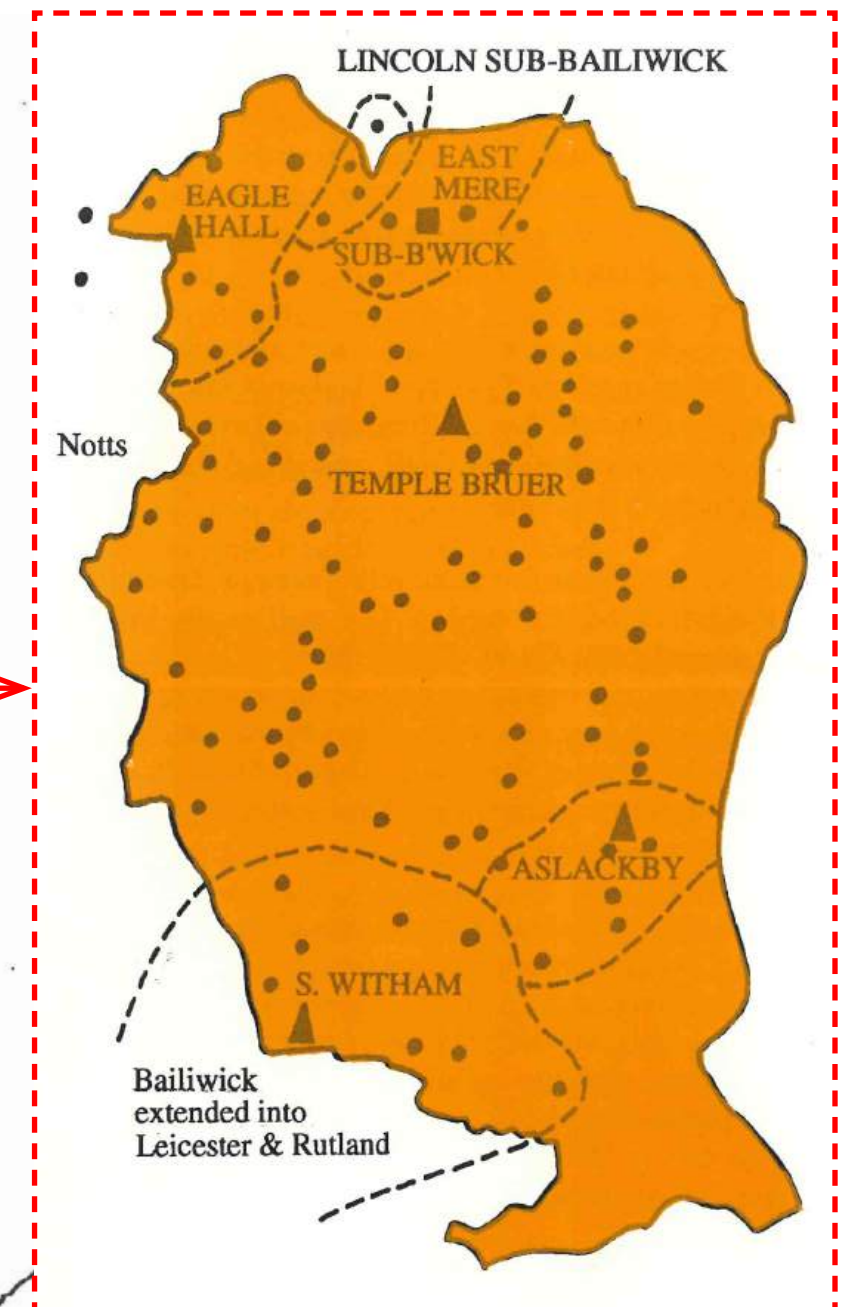 LINCOLN SUB-BAILIWICK
EAST
MERE
EAGLE
HALL
SUB-B'WICK
Notts
TEMPLE BRUER
ASLACKBY
S. WITHAM
Bailiwick
extended into
Leicester & Rutland